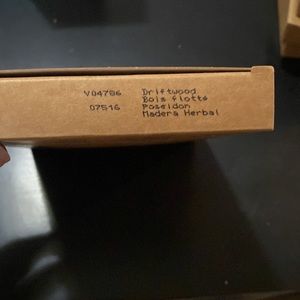 V04786 Driftwood
Bois flotté
07516 Poseidon
Madera Herbal